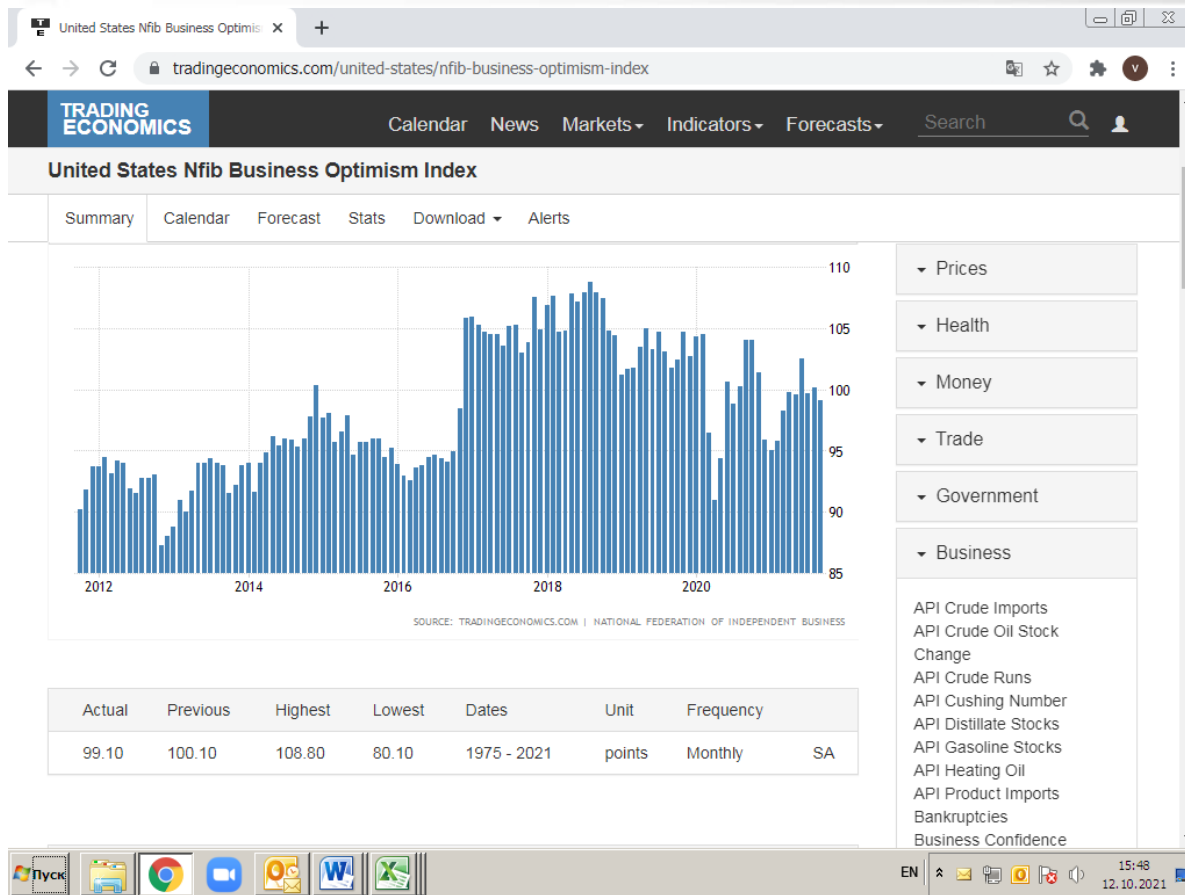 T
E
United States Nfib Business Optimis
tradingeconomics.com/united-states/nfib-business-optimism-index
V
TRADING
ECONOMICS
Calendar News Markets Indicators Forecasts Search
United States Nfib Business Optimism Index
Summary Calendar Forecast Stats Download Alerts
110
105
100
95
90
85
2012 2014 2016 2018 2020
SOURCE: TRADINGECONOMICS.COM | NATIONAL FEDERATION OF INDEPENDENT BUSINESS
Actual Previous Highest Lowest Dates Unit Frequency
99.10 100.10 108.80 80.10 1975 - 2021 points Monthly SA
Prices
Health
Money
Trade
Government
Business
API Crude Imports
API Crude Oil Stock
Change
API Crude Runs
API Cushing Number
API Distillate Stocks
API Gasoline Stocks
API Heating Oil
API Product Imports
Bankruptcies
Business Confidence
Пуск
EN
15:48
12.10.2021